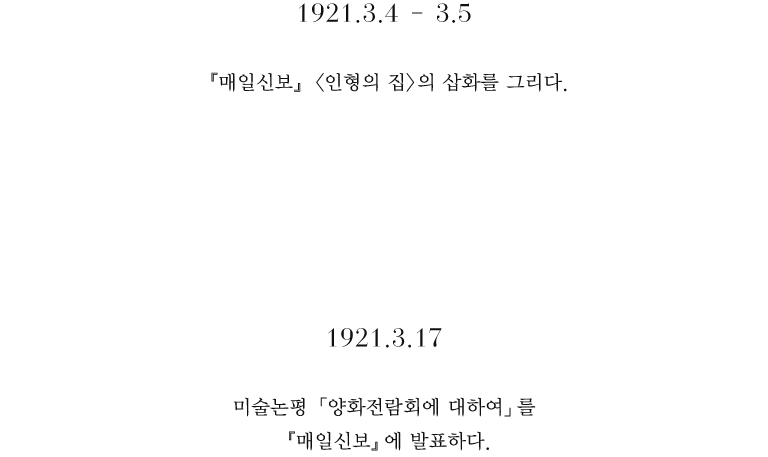 1921.3.4 - 3.5
『매일신보』 〈인형의 집〉의 삽화를 그리다.
1921.3.17
미술논평 「양화전람회에 대하여」를
『매일신보』에 발표하다.